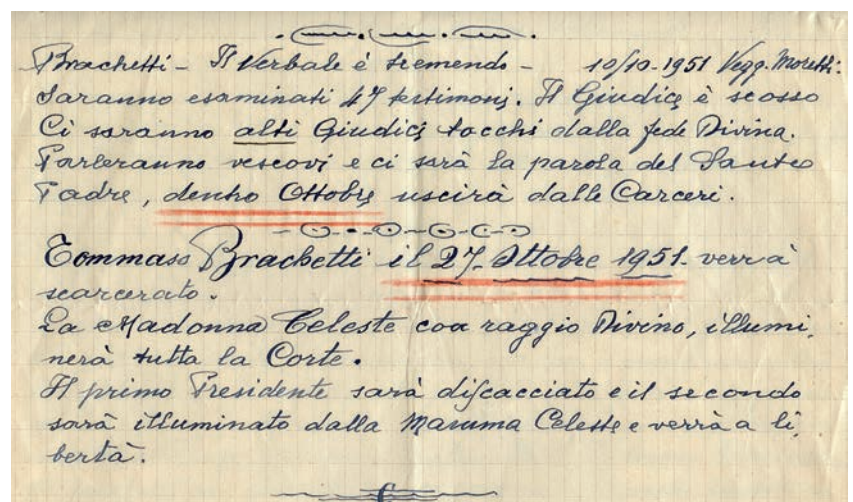 Brachetti - Il Verbale è tremendo - 10/10-1951 Vegg. Moretti:
Saranno esaminati 47 testimonj. Il Giudice è scosso
Ci saranno alti Giudici tocchi dalla fede Divina.
Parleranno vescovi e ci sarà la parola del Santo
Padre, dentro Ottobre uscirà dalle Carceri.
Tommaso Brachetti il 27- Ottobre 1951- verrà
scarcerato.
La Madonna Celeste con raggio Divino, illumi,
nerà tutta la Corte.
Il primo Presidente sarà discacciato e il secondo
sarà illuminato dalla Mamma Celeste e verrà a li,
bertà.